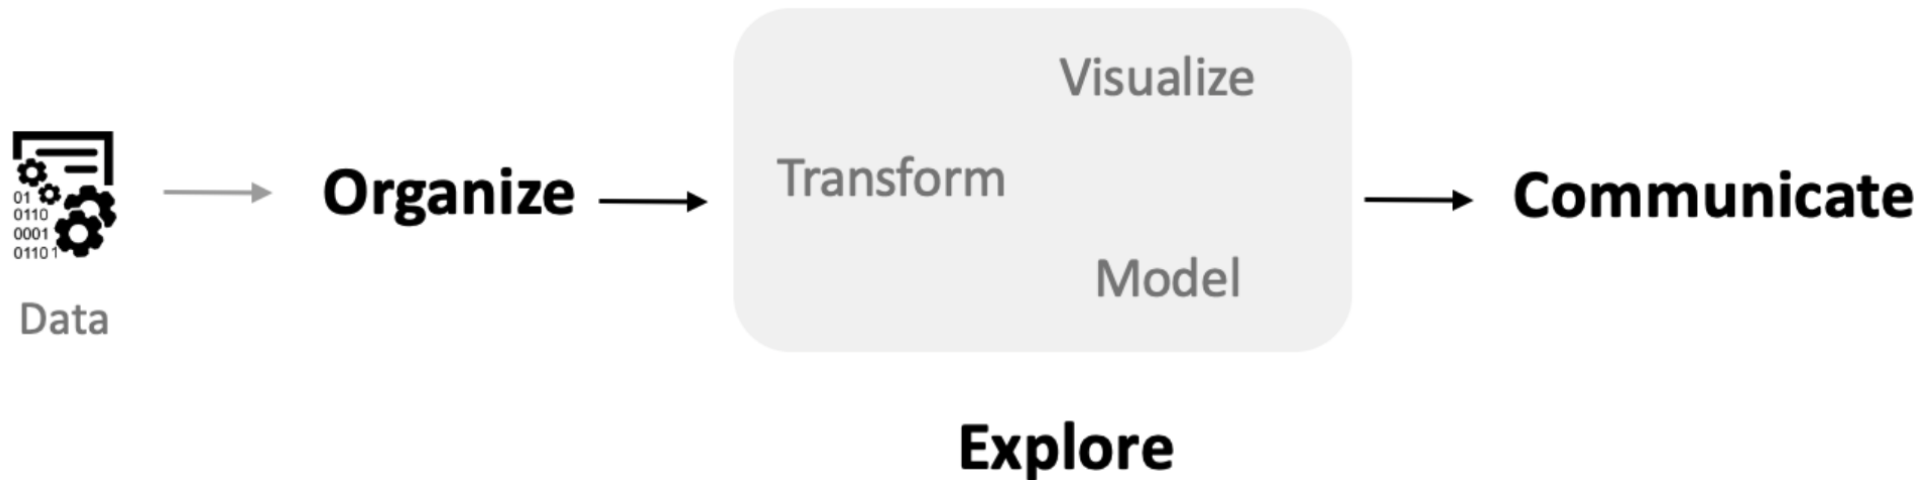 01
0110
0001
01101
Data
Organize
Visualize
Transform
Model
Explore
Communicate